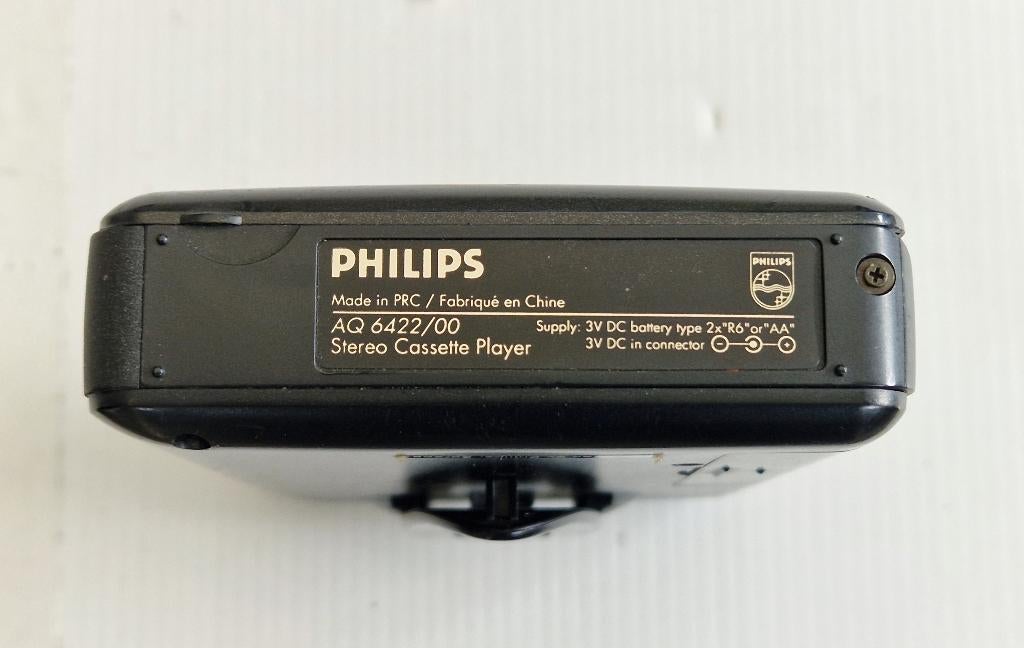 PHILIPS
PHILIPS
Made in PRC / Fabriqué en Chine
AQ 6422/00
Stereo Cassette Player
Supply: 3V DC battery type 2x"R6"or"AA"
3V DC in connector